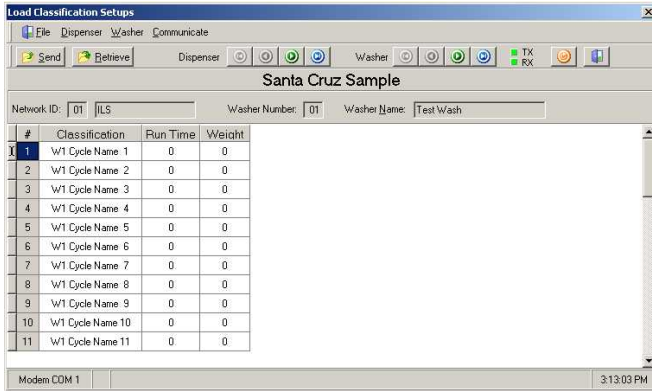 Load Classification Setups
File Dispenser Washer Communicate
Send Retrieve Dispenser Washer TX
RX
Santa Cruz Sample
Network ID: 01 ILS Washer Number: 01 Washer Name: Test Wash
# Classification Run Time Weight
1 W1 Cycle Name 1 0 0
2 W1 Cycle Name 2 0 0
3 W1 Cycle Name 3 0 0
4 W1 Cycle Name 4 0 0
5 W1 Cycle Name 5 0 0
6 W1 Cycle Name 6 0 0
7 W1 Cycle Name 7 0 0
8 W1 Cycle Name 8 0 0
9 W1 Cycle Name 9 0 0
10 W1 Cycle Name 10 0 0
11 W1 Cycle Name 11 0 0
Modem COM 1 3:13:03 PM